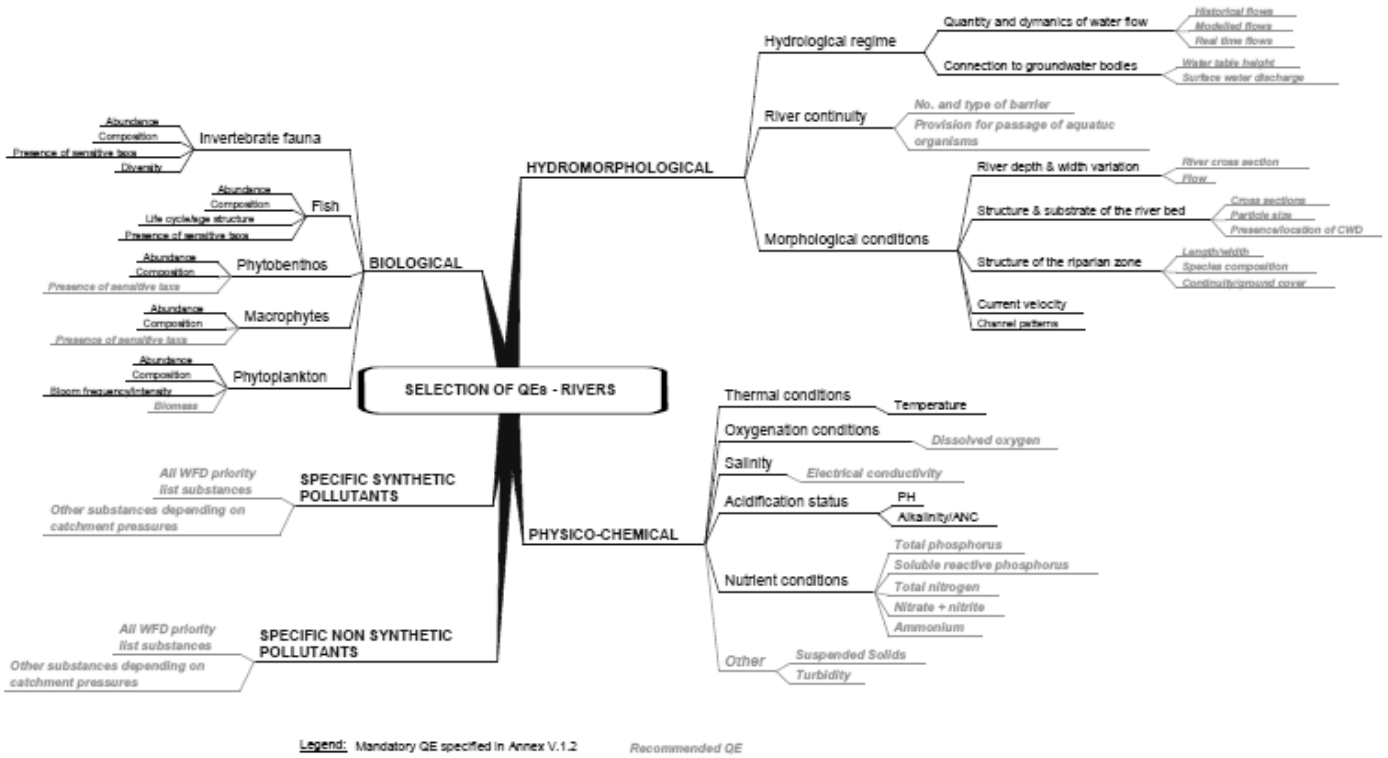 SELECTION OF QEs - RIVERS
BIOLOGICAL
Invertebrate fauna
Abundance
Composition
Presence of sensitive taxa
Diversity
Fish
Abundance
Composition
Life cycle/age structure
Presence of sensitive taxa
Phytobenthos
Abundance
Composition
Presence of sensitive taxa
Macrophytes
Abundance
Composition
Presence of sensitive taxa
Phytoplankton
Abundance
Composition
Bloom frequency/intensity
Biomass
SPECIFIC SYNTHETIC
POLLUTANTS
All WFD priority
list substances
Other substances depending on
catchment pressures
SPECIFIC NON SYNTHETIC
POLLUTANTS
All WFD priority
list substances
Other substances depending on
catchment pressures
HYDROMORPHOLOGICAL
Hydrological regime
Quantity and dymanics of water flow
Historical flows
Modelled flows
Real time flows
Connection to groundwater bodies
Water table height
Surface water discharge
River continuity
No. and type of barrier
Provision for passage of aquatuc
organisms
Morphological conditions
River depth & width variation
River cross section
Flow
Structure & substrate of the river bed
Cross sections
Particle size
Presence/location of CWD
Structure of the riparian zone
Length/width
Species composition
Continuity/ground cover
Current velocity
Channel patterns
PHYSICO-CHEMICAL
Thermal conditions
Temperature
Oxygenation conditions
Dissolved oxygen
Salinity
Electrical conductivity
Acidification status
PH
Alkalinity/ANC
Nutrient conditions
Total phosphorus
Soluble reactive phosphorus
Total nitrogen
Nitrate + nitrite
Ammonium
Other
Suspended Solids
Turbidity
Legend: Mandatory QE specified in Annex V.1.2 Recommended QE